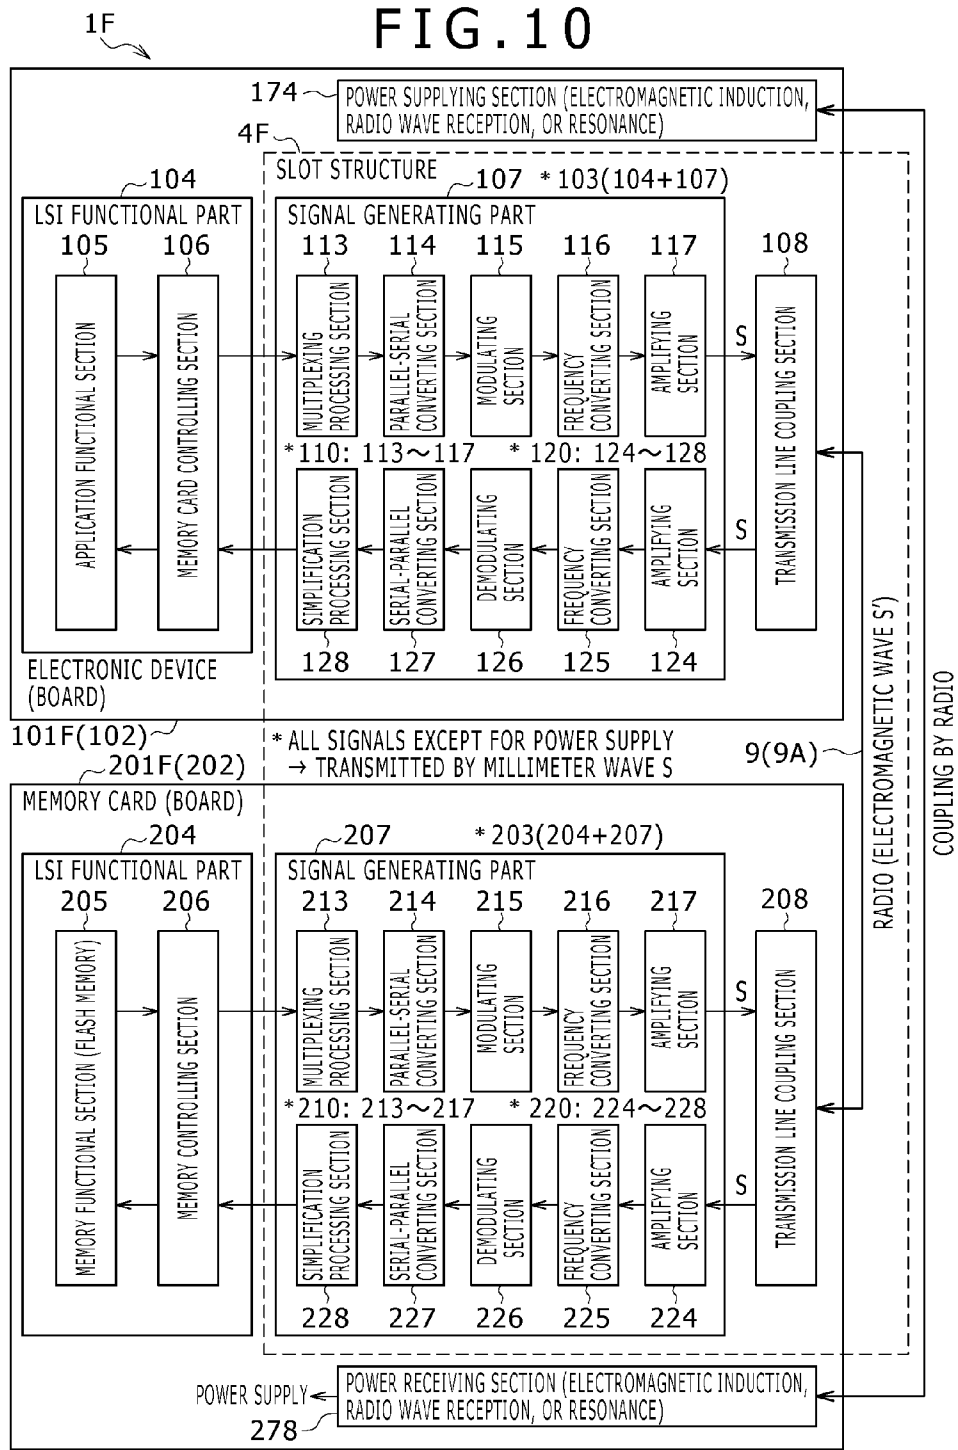 FIG.10
1F
174
POWER SUPPLYING SECTION (ELECTROMAGNETIC INDUCTION,
RADIO WAVE RECEPTION, OR RESONANCE)
4F
SLOT STRUCTURE
104
107
*103(104+107)
LSI FUNCTIONAL PART
SIGNAL GENERATING PART
105
106
113
114
115
116
117
108
APPLICATION FUNCTIONAL SECTION
MEMORY CARD CONTROLLING SECTION
MULTIPLEXING
PROCESSING SECTION
PARALLEL-SERIAL
CONVERTING SECTION
MODULATING
SECTION
FREQUENCY
CONVERTING SECTION
AMPLIFYING
SECTION
S
TRANSMISSION LINE COUPLING SECTION
*110: 113～117
*120: 124～128
SIMPLIFICATION
PROCESSING SECTION
SERIAL-PARALLEL
CONVERTING SECTION
DEMODULATING
SECTION
FREQUENCY
CONVERTING SECTION
AMPLIFYING
SECTION
S
128
127
126
125
124
ELECTRONIC DEVICE
(BOARD)
101F(102)
*ALL SIGNALS EXCEPT FOR POWER SUPPLY
→ TRANSMITTED BY MILLIMETER WAVE S
9(9A)
RADIO (ELECTROMAGNETIC WAVE S')
COUPLING BY RADIO
201F(202)
MEMORY CARD (BOARD)
204
207
*203(204+207)
LSI FUNCTIONAL PART
SIGNAL GENERATING PART
205
206
213
214
215
216
217
208
MEMORY FUNCTIONAL SECTION (FLASH MEMORY)
MEMORY CONTROLLING SECTION
MULTIPLEXING
PROCESSING SECTION
PARALLEL-SERIAL
CONVERTING SECTION
MODULATING
SECTION
FREQUENCY
CONVERTING SECTION
AMPLIFYING
SECTION
S
TRANSMISSION LINE COUPLING SECTION
*210: 213～217
*220: 224～228
SIMPLIFICATION
PROCESSING SECTION
SERIAL-PARALLEL
CONVERTING SECTION
DEMODULATING
SECTION
FREQUENCY
CONVERTING SECTION
AMPLIFYING
SECTION
S
228
227
226
225
224
POWER SUPPLY
POWER RECEIVING SECTION (ELECTROMAGNETIC INDUCTION,
RADIO WAVE RECEPTION, OR RESONANCE)
278